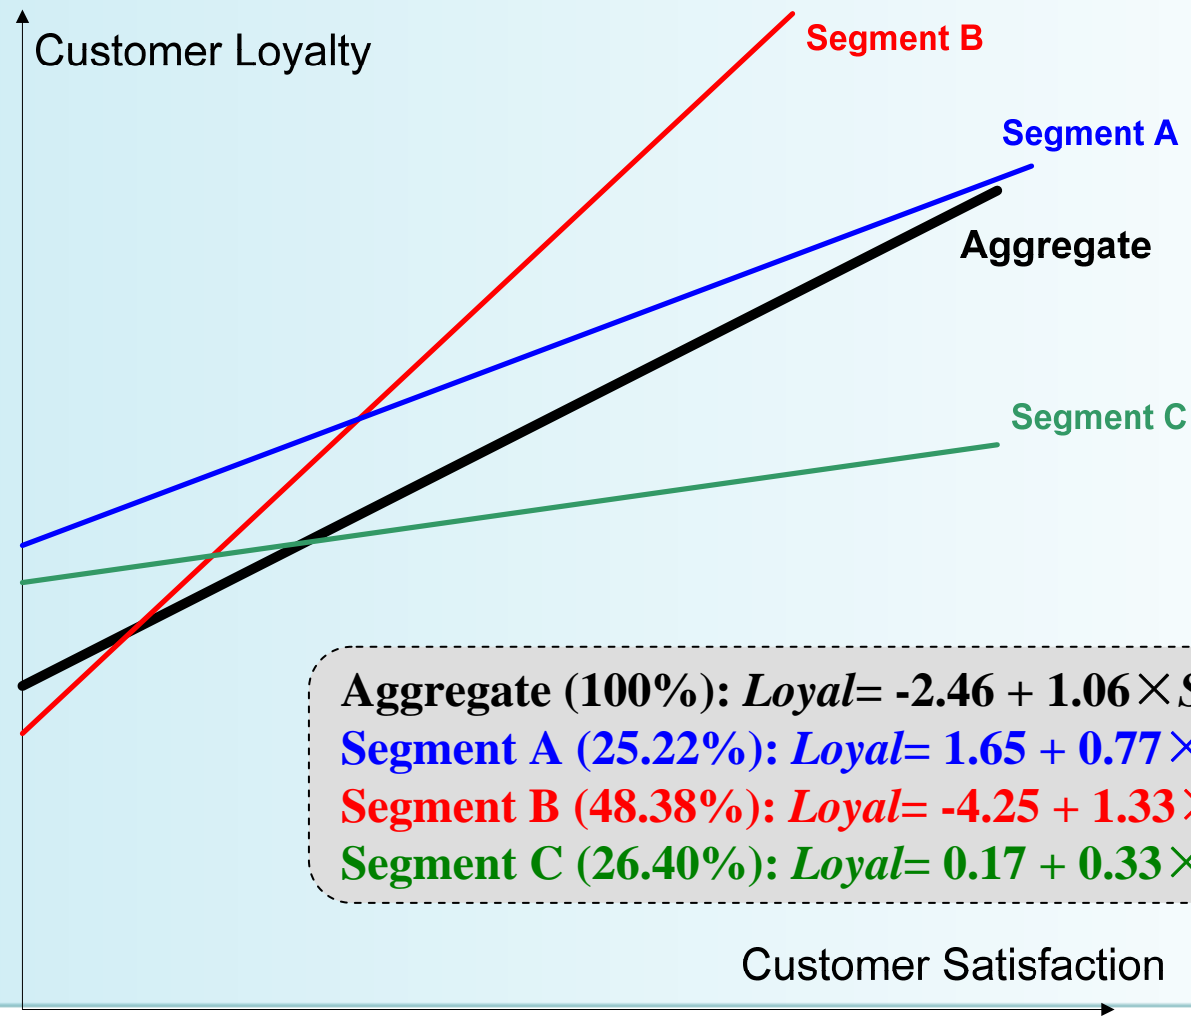 Customer Loyalty
Segment B
Segment A
Aggregate
Segment C
Aggregate (100%): Loyal= -2.46 + 1.06×
Segment A (25.22%): Loyal= 1.65 + 0.77×
Segment B (48.38%): Loyal= -4.25 + 1.33×
Segment C (26.40%): Loyal= 0.17 + 0.33×
Customer Satisfaction